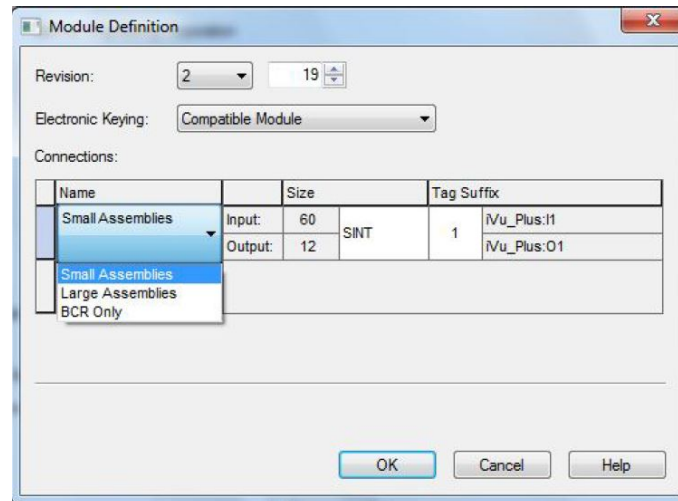 Module Definition
Revision: 2 19
Electronic Keying: Compatible Module
Connections:
Name Size Tag Suffix
Small Assemblies Input: 60 SINT 1 iVu_Plus:I1
Output: 12 iVu_Plus:O1
Small Assemblies
Large Assemblies
BCR Only
OK Cancel Help